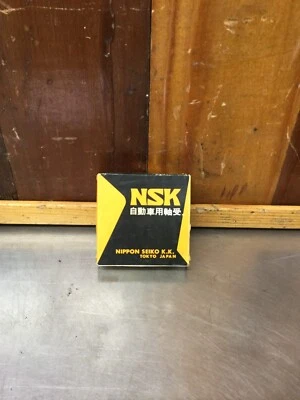 NSK
自動車用軸受
NIPPON SEIKO K.K.
TOKYO JAPAN